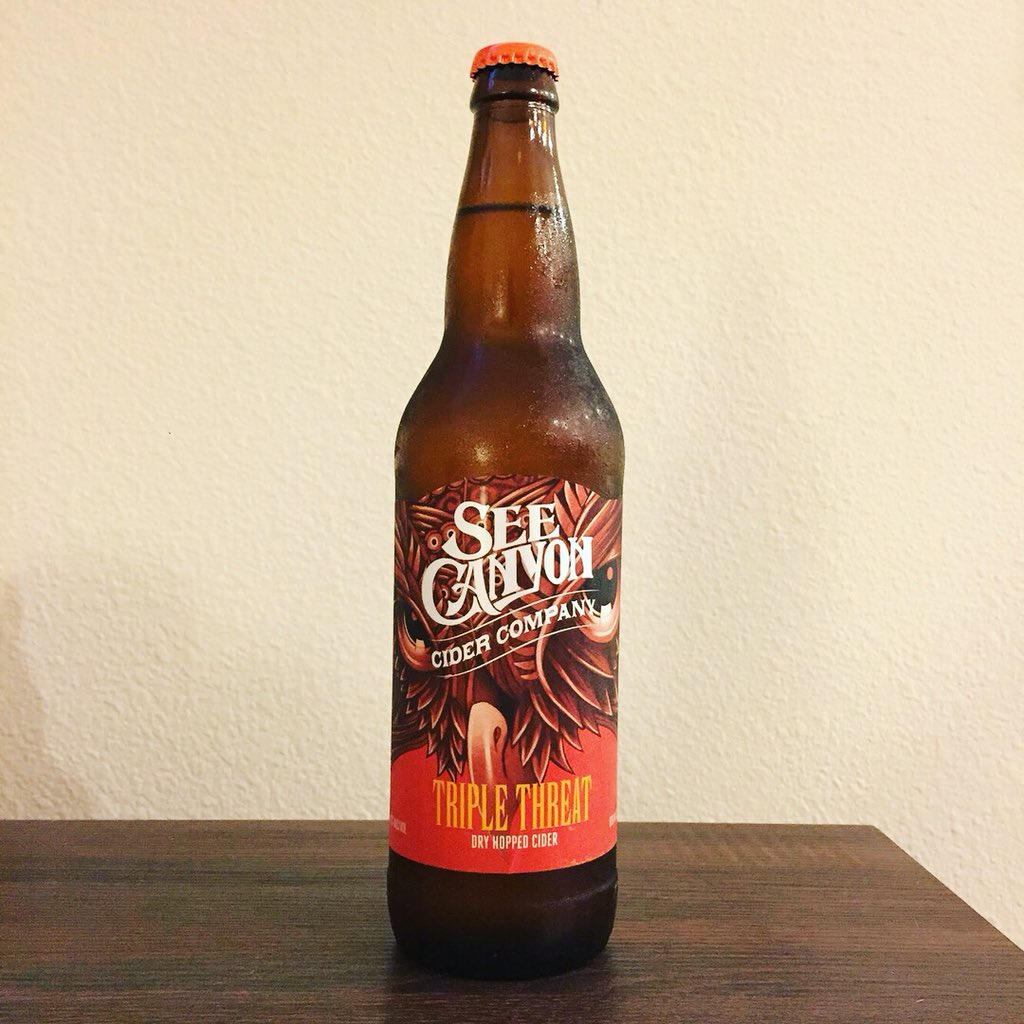 SEE
CANYON
CIDER COMPANY
TRIPLE THREAT
DRY HOPPED CIDER